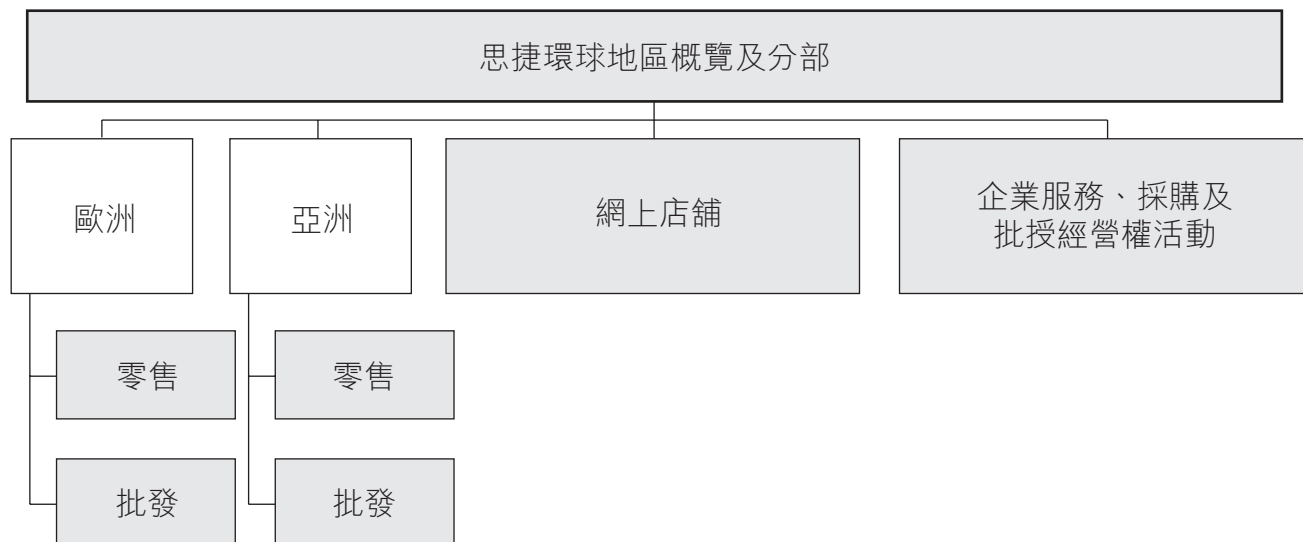 思捷環球地區概覽及分部
歐洲
亞洲
網上店舖
企業服務、採購及
批授經營權活動
零售
零售
批發
批發